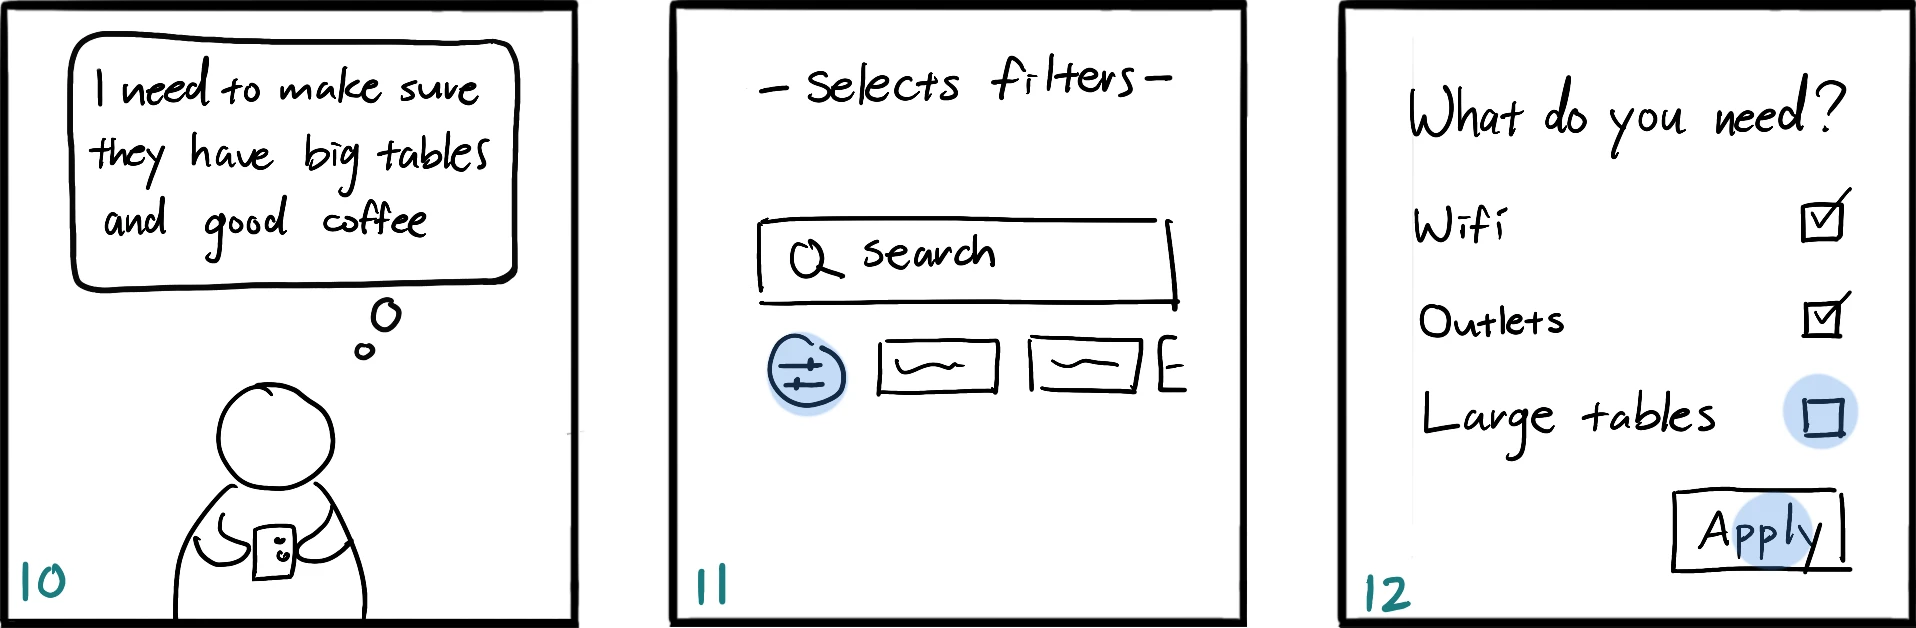 I need to make sure
they have big tables
and good coffee
10
- Selects filters -
search
11
What do you need?
Wifi
Outlets
Large tables
Apply
12